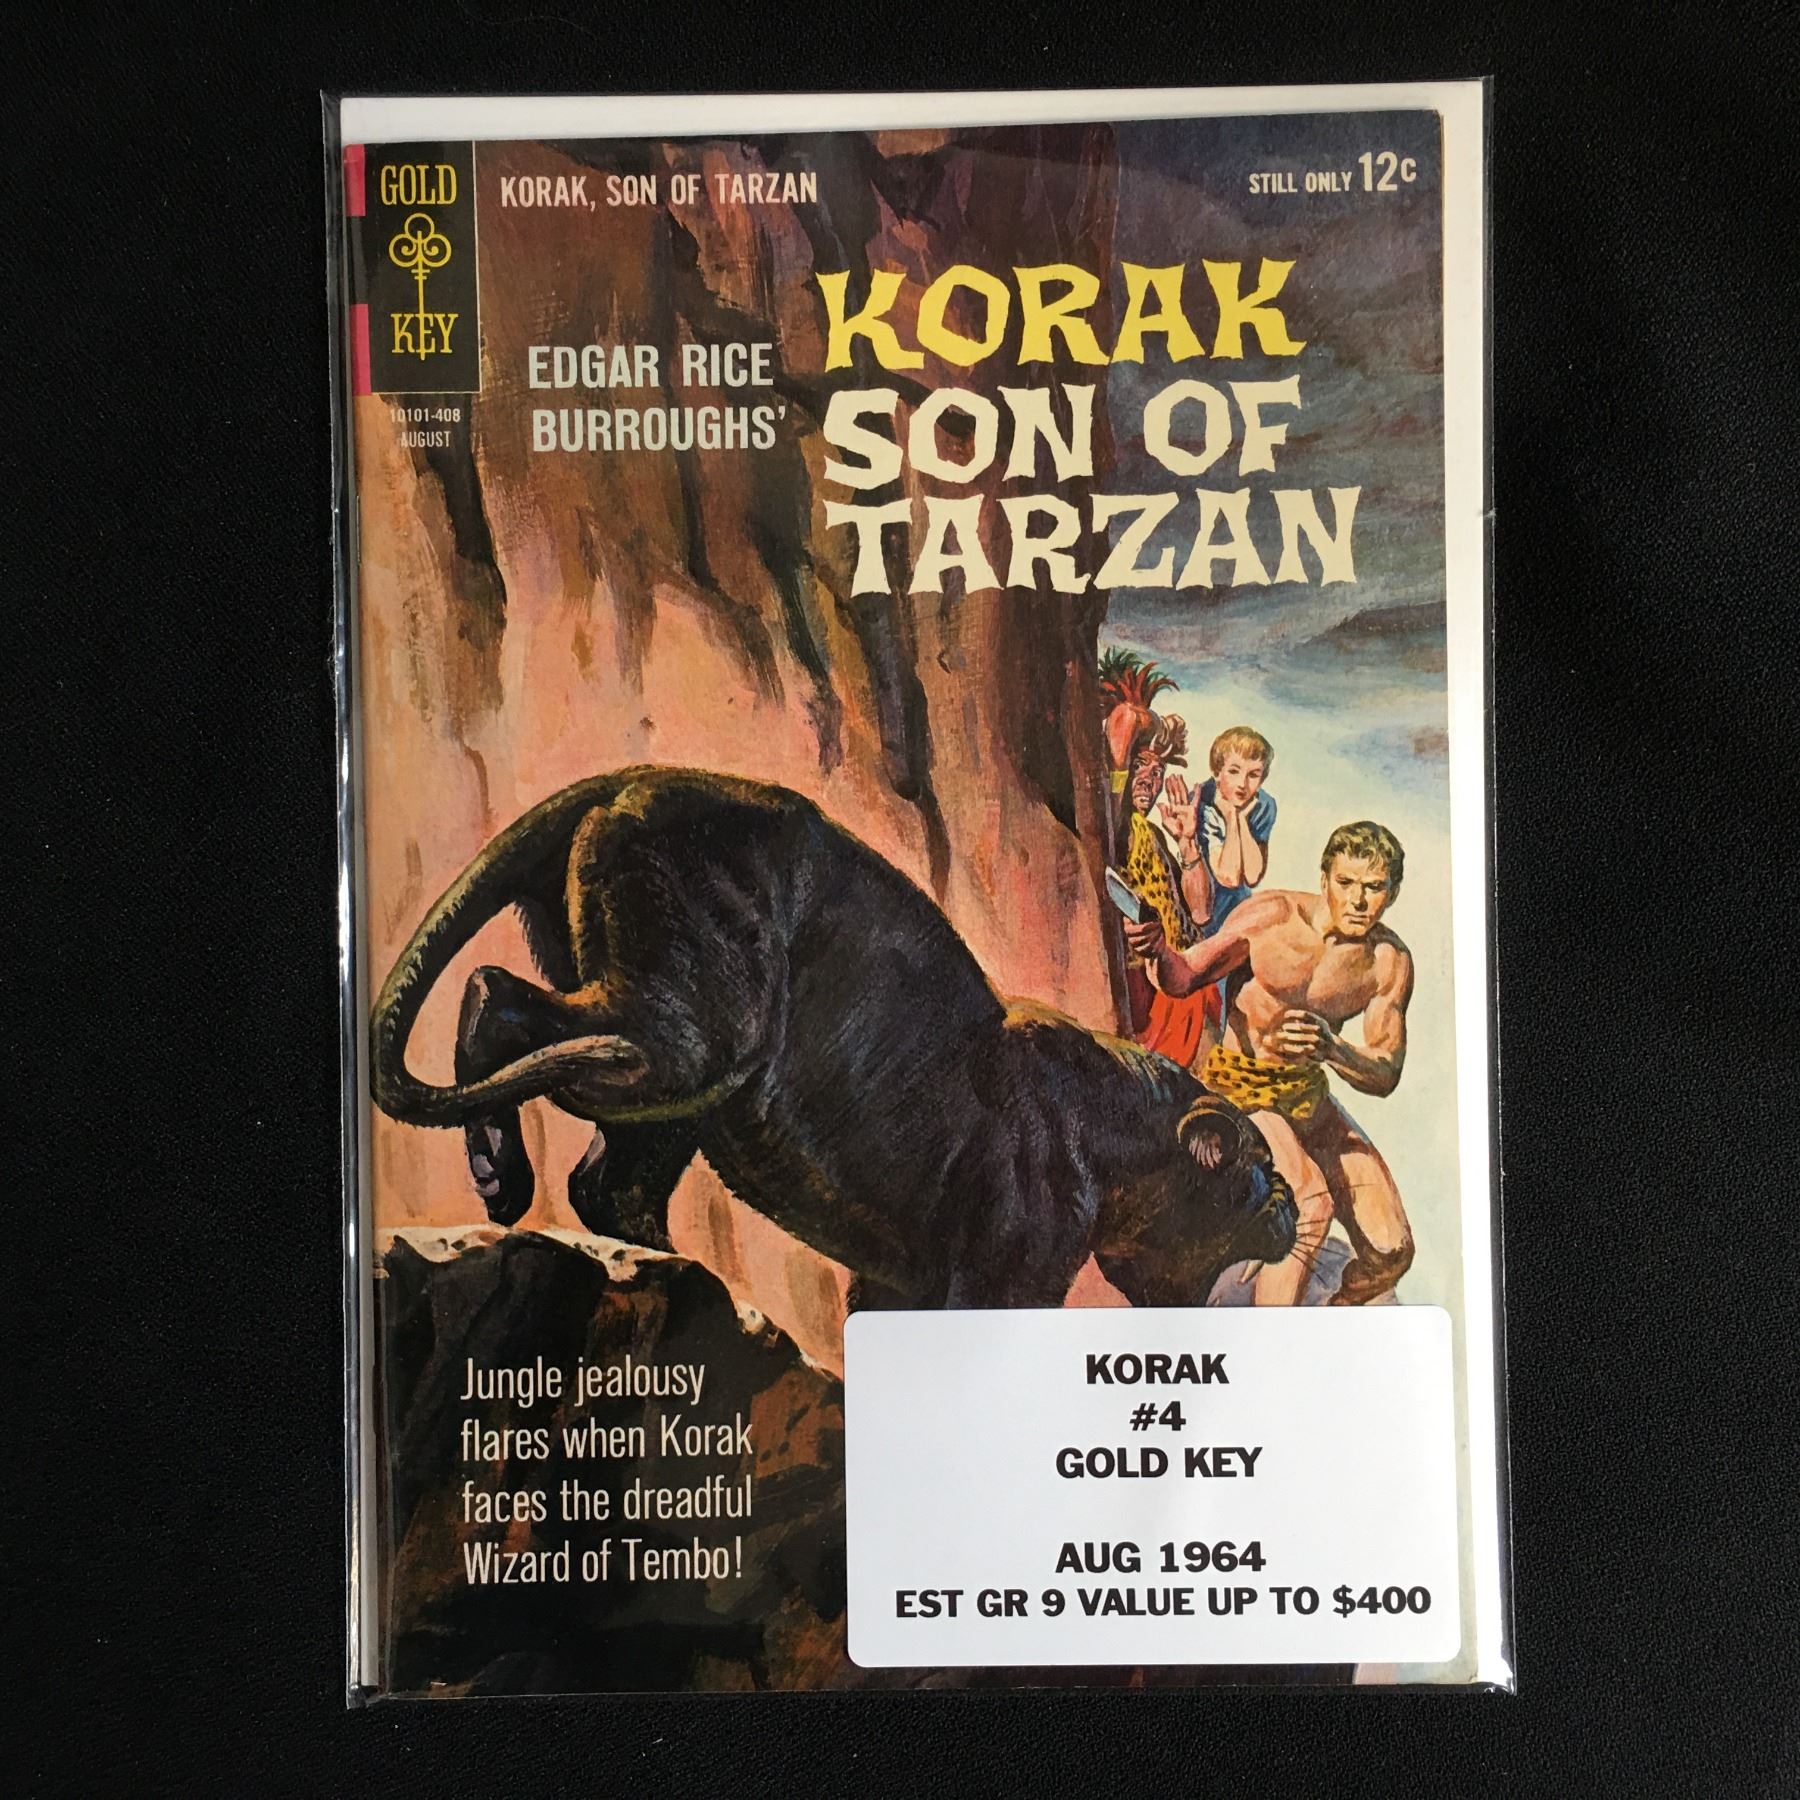 GOLD
KEY
KORAK, SON OF TARZAN
STILL ONLY 12c
10101-408
AUGUST
EDGAR RICE
BURROUGHS'
KORAK
SON OF
TARZAN
Jungle jealousy
flares when Korak
faces the dreadful
Wizard of Tembo!
KORAK
#4
GOLD KEY
AUG 1964
EST GR 9 VALUE UP TO $400